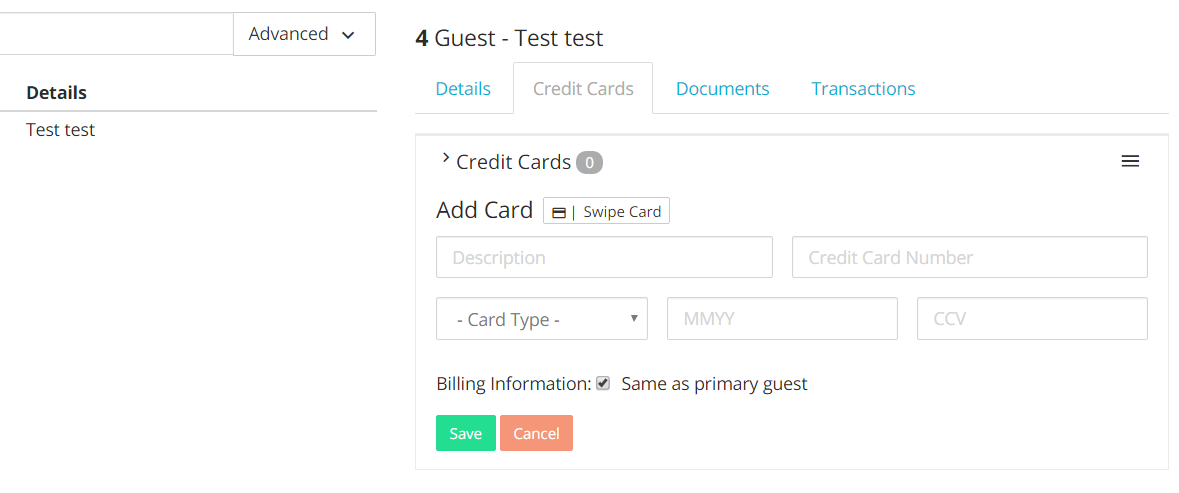 Advanced
Details
Test test
4 Guest - Test test
Details Credit Cards Documents Transactions
Credit Cards 0
Add Card | Swipe Card
Description Credit Card Number
- Card Type - MMYY CCV
Billing Information: Same as primary guest
Save Cancel